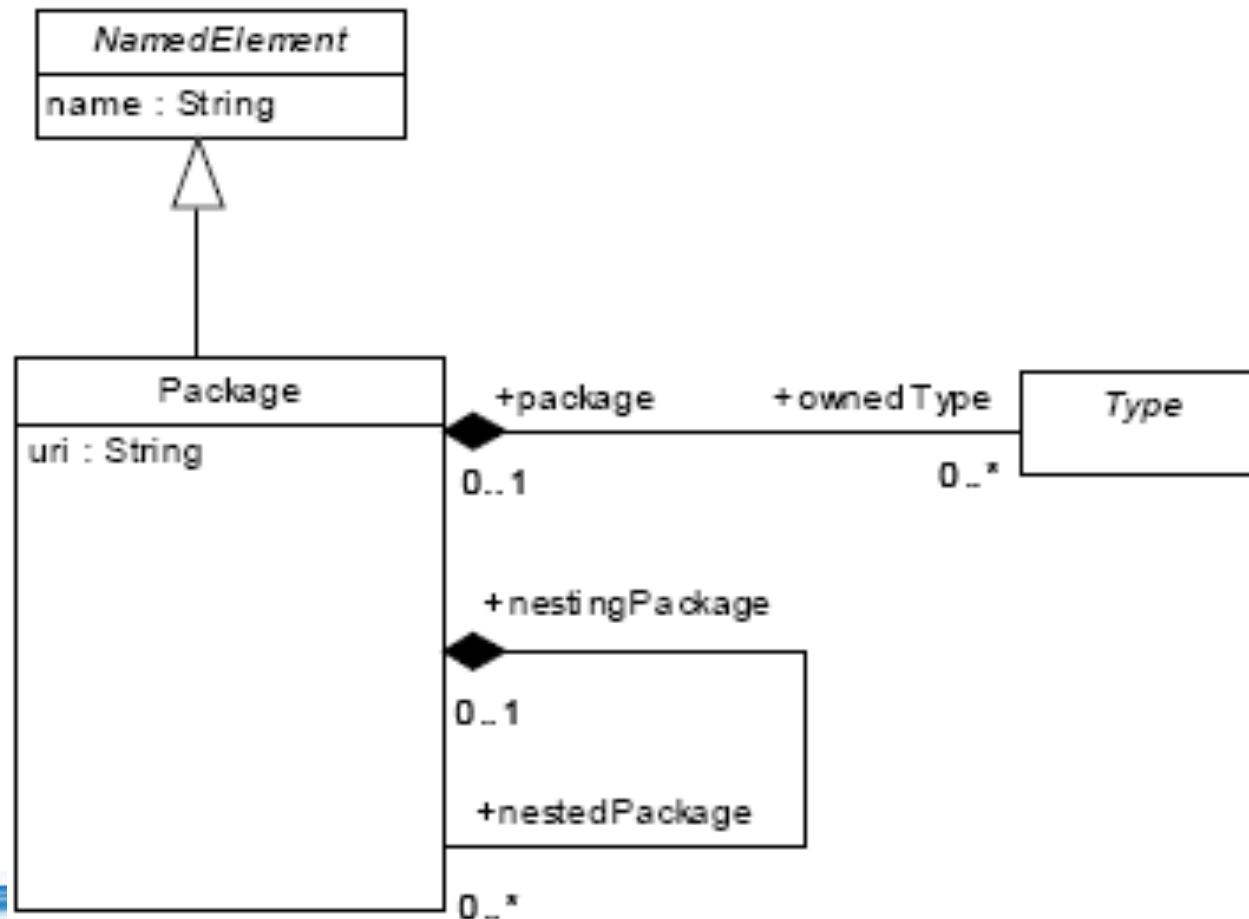 NamedElement
name : String
Package
uri : String
+package
+ownedType
Type
0..1
0..*
+nestingPackage
0..1
+nestedPackage
0..*